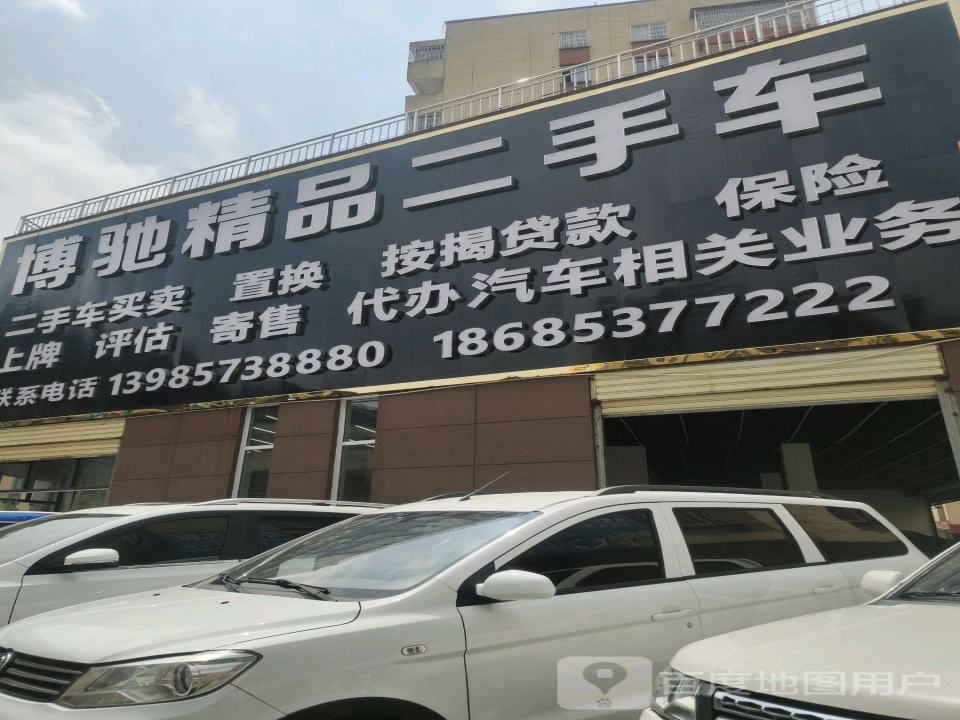 博驰精品二手车
二手车买卖 置换 按揭贷款 保险
上牌 评估 寄售 代办汽车相关业务
联系电话 13985738880 18685377222
百度地图用户